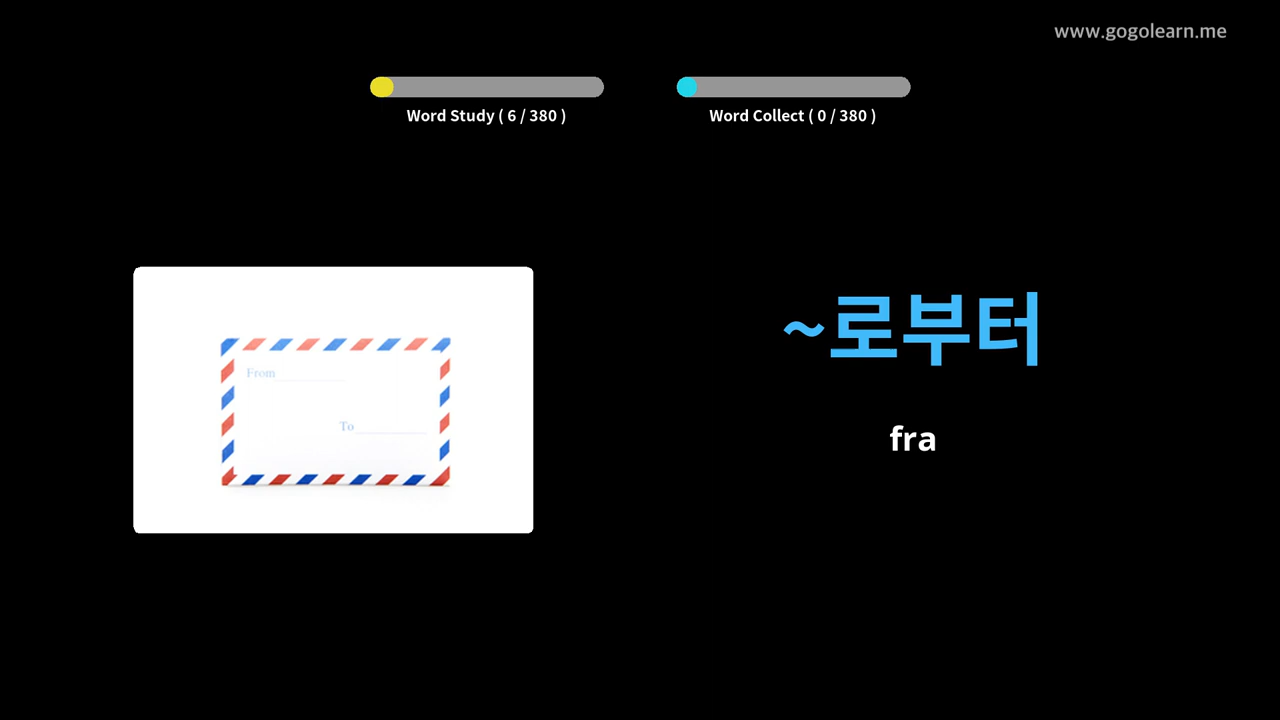 www.gogolearn.me
Word Study ( 6 / 380 )
Word Collect ( 0 / 380 )
From
To
~로부터
fra